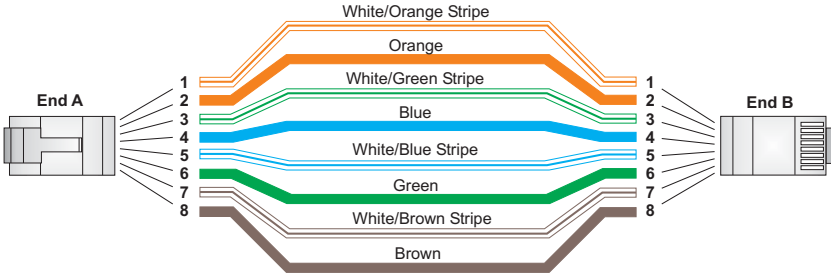 White/Orange Stripe
Orange
White/Green Stripe
Blue
White/Blue Stripe
Green
White/Brown Stripe
Brown
End A
1
2
3
4
5
6
7
8
End B
1
2
3
4
5
6
7
8